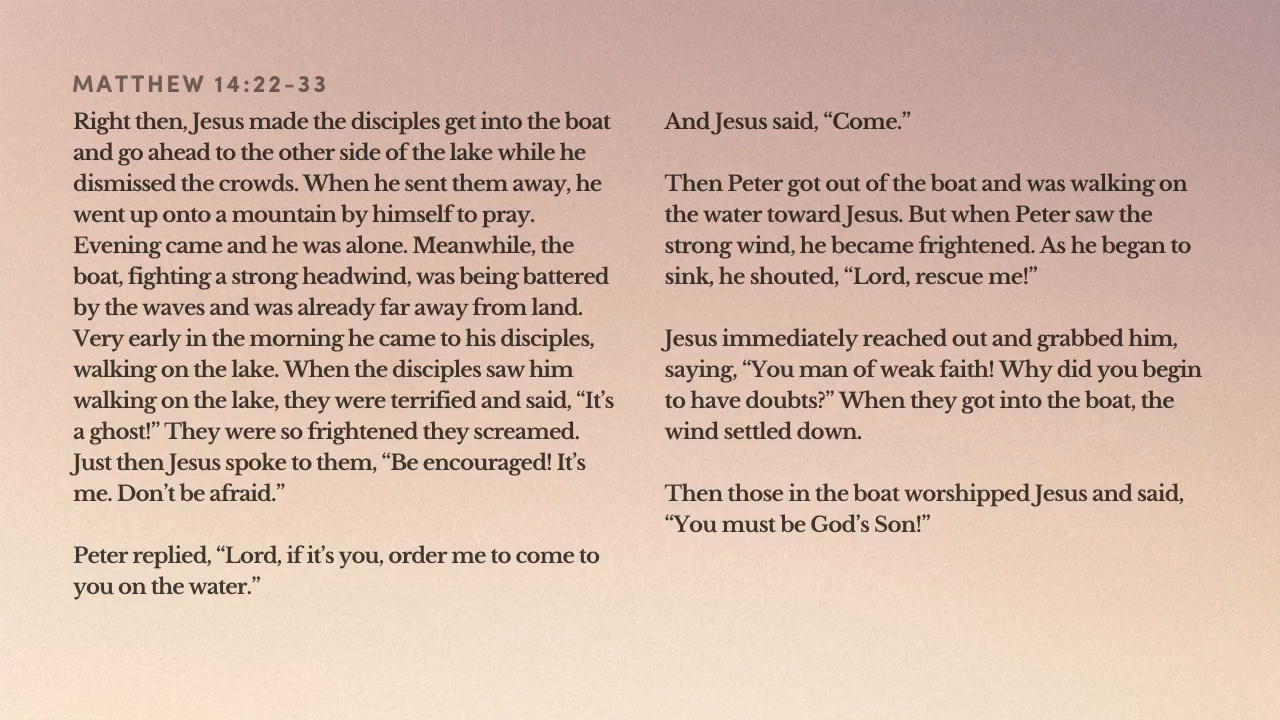 MATTHEW 14:22-33
Right then, Jesus made the disciples get into the boat
and go ahead to the other side of the lake while he
dismissed the crowds. When he sent them away, he
went up onto a mountain by himself to pray.
Evening came and he was alone. Meanwhile, the
boat, fighting a strong headwind, was being battered
by the waves and was already far away from land.
Very early in the morning he came to his disciples,
walking on the lake. When the disciples saw him
walking on the lake, they were terrified and said, “It’s
a ghost!” They were so frightened they screamed.
Just then Jesus spoke to them, “Be encouraged! It’s
me. Don’t be afraid.”
Peter replied, “Lord, if it’s you, order me to come to
you on the water.”
And Jesus said, “Come.”
Then Peter got out of the boat and was walking on
the water toward Jesus. But when Peter saw the
strong wind, he became frightened. As he began to
sink, he shouted, “Lord, rescue me!”
Jesus immediately reached out and grabbed him,
saying, “You man of weak faith! Why did you begin
to have doubts?” When they got into the boat, the
wind settled down.
Then those in the boat worshipped Jesus and said,
“You must be God’s Son!”